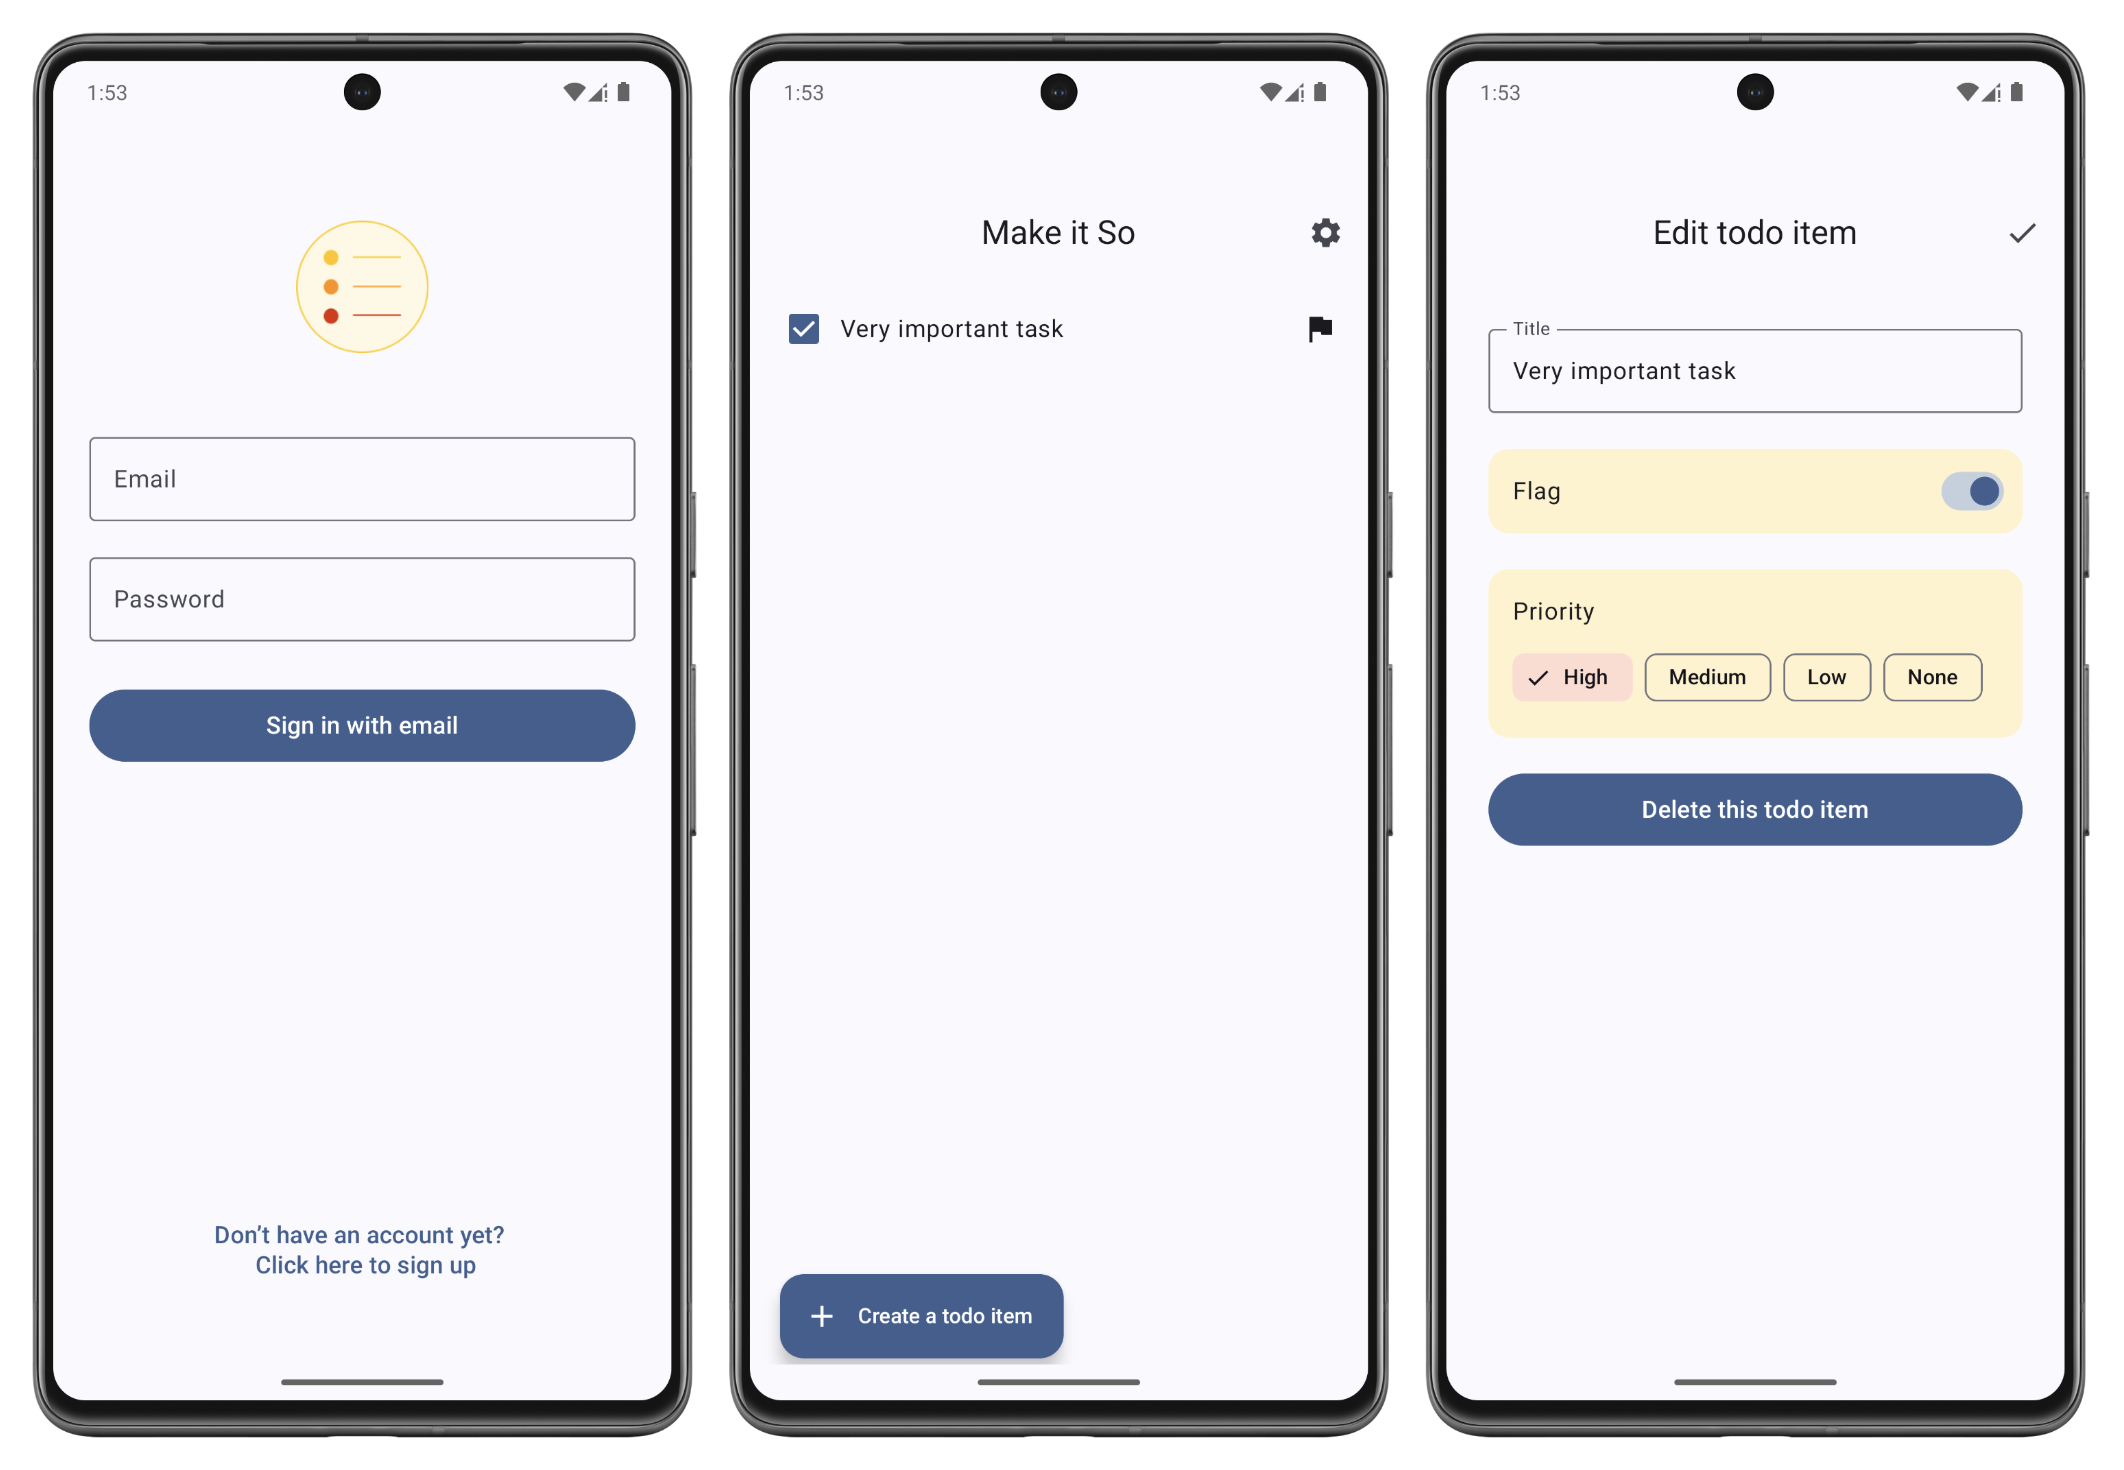 1:53
Email
Password
Sign in with email
Don’t have an account yet?
Click here to sign up
1:53
Make it So
Very important task
Create a todo item
1:53
Edit todo item
Title
Very important task
Flag
Priority
High Medium Low None
Delete this todo item